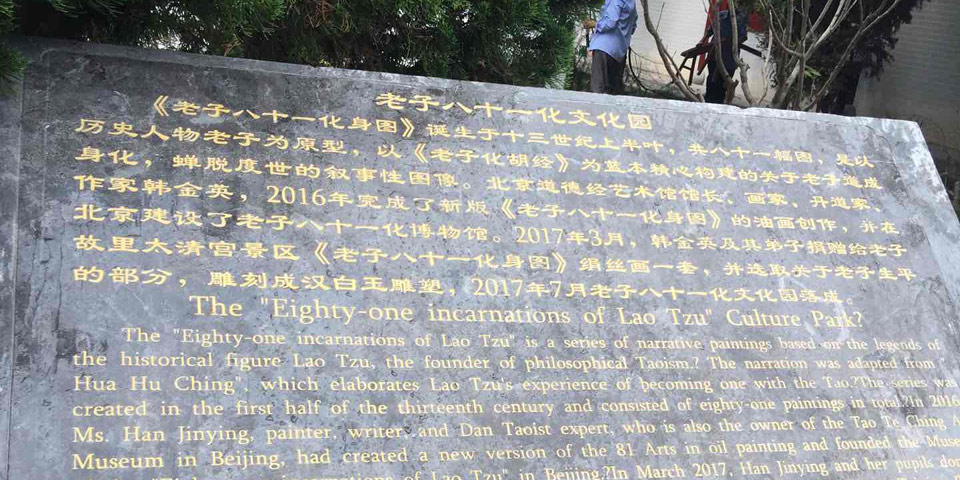 老子八十一化文化园
《老子八十一化身图》诞生于十三世纪上半叶，共八十一幅图，是以
历史人物老子为原型，以《老子化胡经》为蓝本精心构建的关于老子造成
身化，蝉脱度世的叙事性图像。北京道德经艺术馆馆长、画家、丹道家、
作家韩金英，2016年完成了新版《老子八十一化身图》的油画创作，并在
北京建设了老子八十一化博物馆。2017年3月，韩金英及其弟子捐赠给老子
故里太清宫景区《老子八十一化身图》绢丝画一套，并选取关于老子生平
的部分，雕刻成汉白玉雕塑，2017年7月老子八十一化文化园落成。
The "Eighty-one incarnations of Lao Tzu" Culture Park?
The "Eighty-one incarnations of Lao Tzu" is a series of narrative paintings based on the legends of
the historical figure Lao Tzu, the founder of philosophical Taoism.? The narration was adapted from "
Hua Hu Ching", which elaborates Lao Tzu's experience of becoming one with the Tao?The series was
created in the first half of the thirteenth century and consisted of eighty-one paintings in total.?In 2016
Ms. Han Jinying, painter, writer, and Dan Taoist expert, who is also the owner of the Tao Te Ching A
Museum in Beijing, had created a new version of the 81 Arts in oil painting and founded the Muse
incarnations of Lao Tzu" in Beijing.?In March 2017, Han Jinying and her pupils don